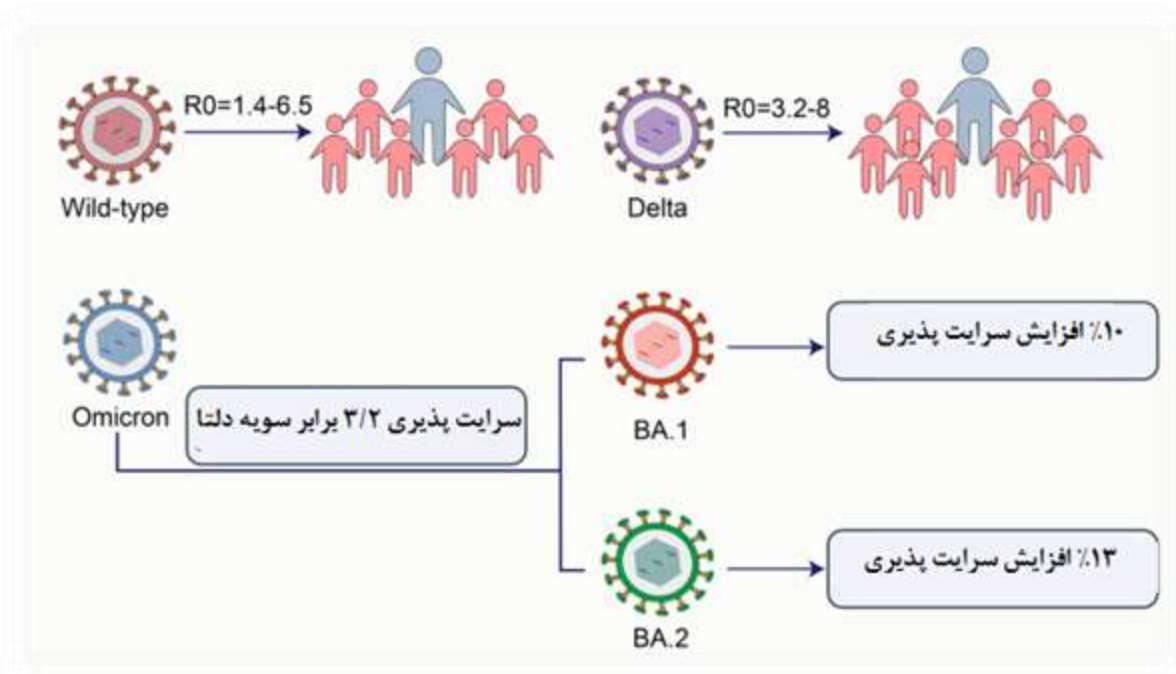 R0=1.4-6.5
Wild-type
R0=3.2-8
Delta
Omicron
سرایت پذیری ۳/۲ برابر سویه دلتا
BA.1
۱۰٪ افزایش سرایت پذیری
BA.2
۱۳٪ افزایش سرایت پذیری